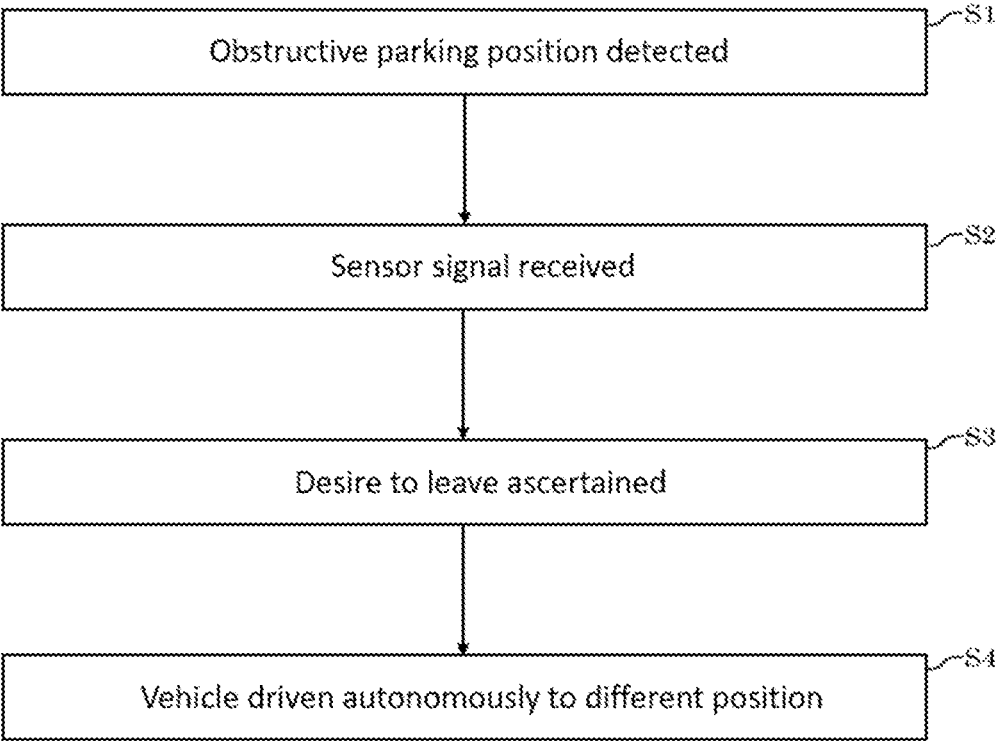 S1
Obstructive parking position detected
S2
Sensor signal received
S3
Desire to leave ascertained
S4
Vehicle driven autonomously to different position